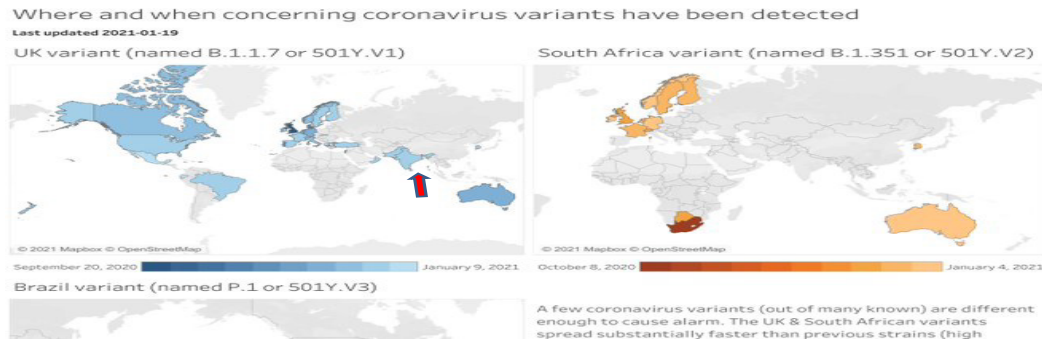 Where and when concerning coronavirus variants have been detected
Last updated 2021-01-19
UK variant (named B.1.1.7 or 501Y.V1)
South Africa variant (named B.1.351 or 501Y.V2)
© 2021 Mapbox © OpenStreetMap
© 2021 Mapbox © OpenStreetMap
September 20, 2020 January 9, 2021
October 8, 2020 January 4, 2021
Brazil variant (named P.1 or 501Y.V3)
A few coronavirus variants (out of many known) are different
enough to cause alarm. The UK & South African variants
spread substantially faster than previous strains (high